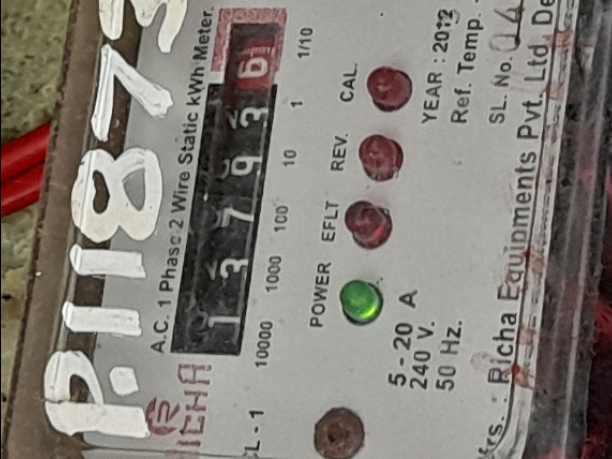 P.11873
A.C. 1 Phase 2 Wire Static kWh Meter.
1 3 7 9 3 6
10000 1000 100 10 1 1/10
POWER EFLT REV. CAL.
5 - 20 A
240 V.
50 Hz.
YEAR : 2012
Ref. Temp.
SL. No.
Richa Equipments Pvt. Ltd.